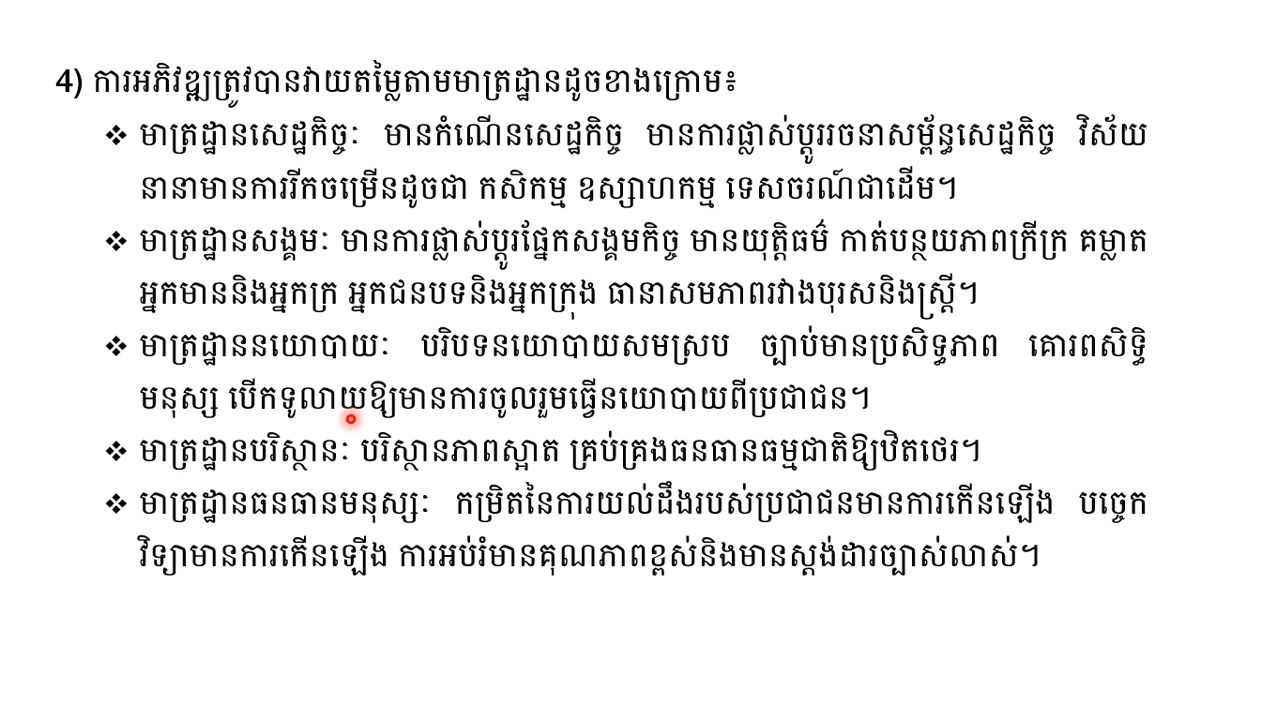 4) ការអភិវឌ្ឍត្រូវបានវាយតម្លៃតាមមាត្រដ្ឋានដូចខាងក្រោម៖
❖ មាត្រដ្ឋានសេដ្ឋកិច្ច: មានកំណើនសេដ្ឋកិច្ច មានការផ្លាស់ប្តូររចនាសម្ព័ន្ធសេដ្ឋកិច្ច វិស័យ
នានាមានការរីកចម្រើនដូចជា កសិកម្ម ឧស្សាហកម្ម ទេសចរណ៍ជាដើម។
❖ មាត្រដ្ឋានសង្គម: មានការផ្លាស់ប្តូរផ្នែកសង្គមកិច្ច មានយុត្តិធម៌ កាត់បន្ថយភាពក្រីក្រ គម្លាត
អ្នកមាននិងអ្នកក្រ អ្នកជនបទនិងអ្នកក្រុង ធានាសមភាពរវាងបុរសនិងស្ត្រី។
❖ មាត្រដ្ឋាននយោបាយ: បរិបទនយោបាយសមស្រប ច្បាប់មានប្រសិទ្ធភាព គោរពសិទ្ធិ
មនុស្ស បើកទូលាយឱ្យមានការចូលរួមធ្វើនយោបាយពីប្រជាជន។
❖ មាត្រដ្ឋានបរិស្ថាន: បរិស្ថានភាពស្អាត គ្រប់គ្រងធនធានធម្មជាតិឱ្យឋិតថេរ។
❖ មាត្រដ្ឋានធនធានមនុស្ស: កម្រិតនៃការយល់ដឹងរបស់ប្រជាជនមានការកើនឡើង បច្ចេក
វិទ្យាមានការកើនឡើង ការអប់រំមានគុណភាពខ្ពស់និងមានស្តង់ដារច្បាស់លាស់។